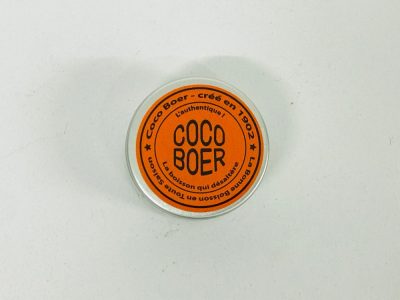 Coco Boer - créé en 1902
L'authentique !
COCO
BOER
La boisson qui désaltère
La Bonne Boisson en Toute Saison